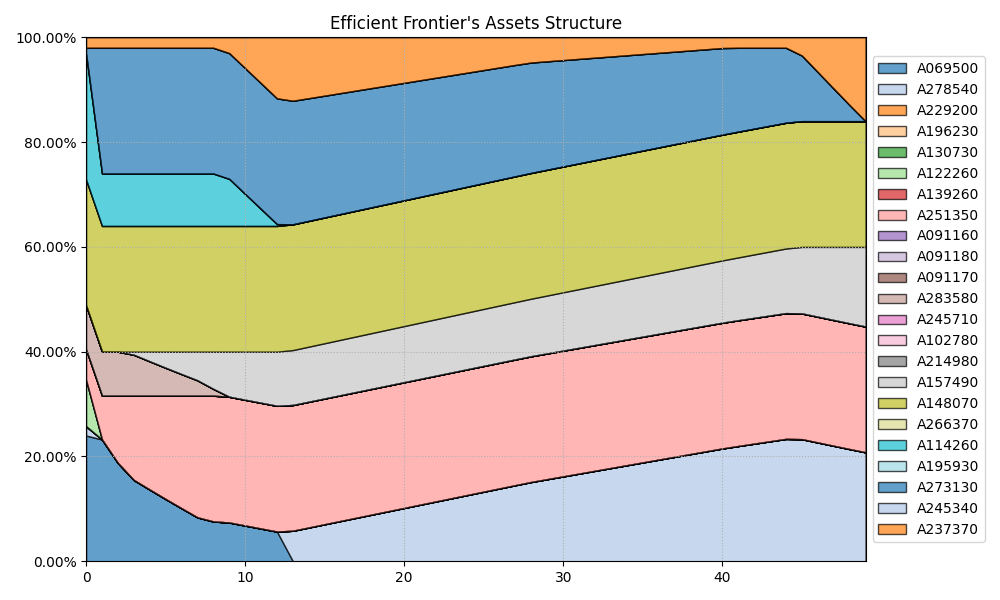 Efficient Frontier's Assets Structure
100.00%
80.00%
60.00%
40.00%
20.00%
0.00%
0
10
20
30
40
A069500
A278540
A229200
A196230
A130730
A122260
A139260
A251350
A091160
A091180
A091170
A283580
A245710
A102780
A214980
A157490
A148070
A266370
A114260
A195930
A273130
A245340
A237370